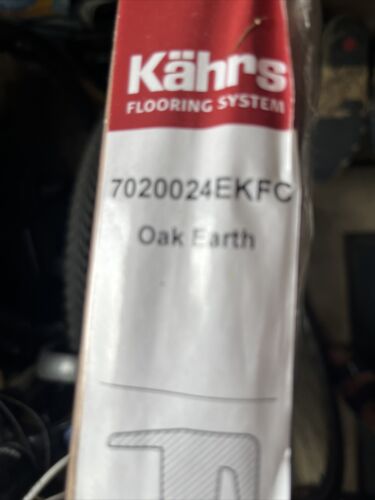 Kährs
FLOORING SYSTEM
7020024EKFC
Oak Earth